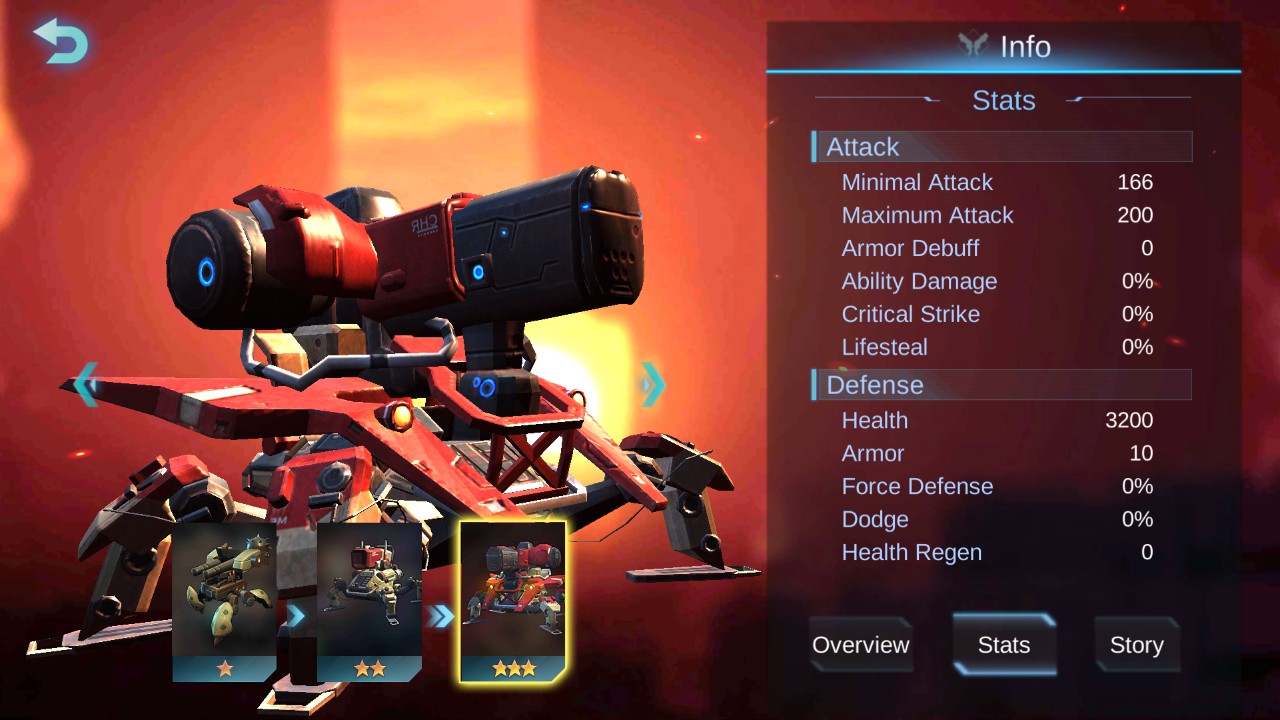 Info
Stats
Attack
Minimal Attack 166
Maximum Attack 200
Armor Debuff 0
Ability Damage 0%
Critical Strike 0%
Lifesteal 0%
Defense
Health 3200
Armor 10
Force Defense 0%
Dodge 0%
Health Regen 0
Overview Stats Story